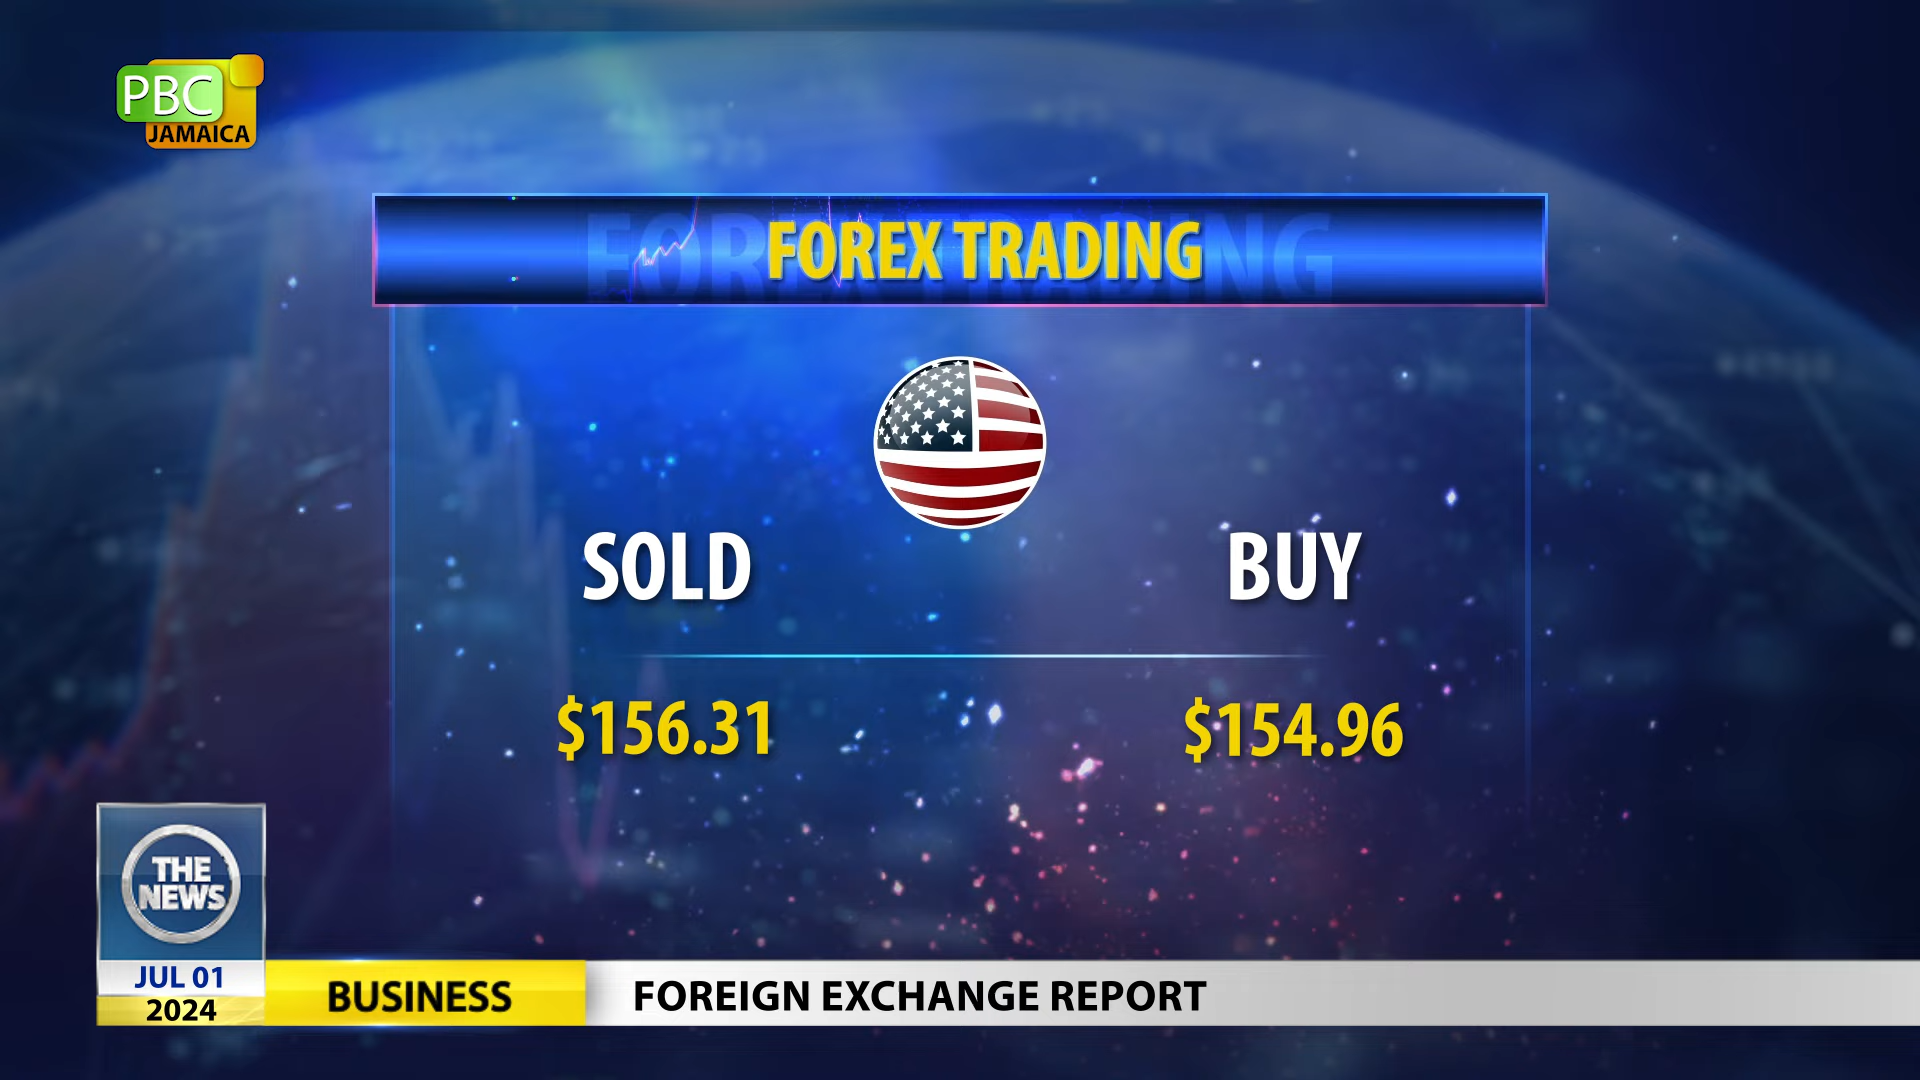 PBC
JAMAICA
FOREX TRADING
SOLD
BUY
$156.31
$154.96
THE
NEWS
JUL 01
2024
BUSINESS
FOREIGN EXCHANGE REPORT